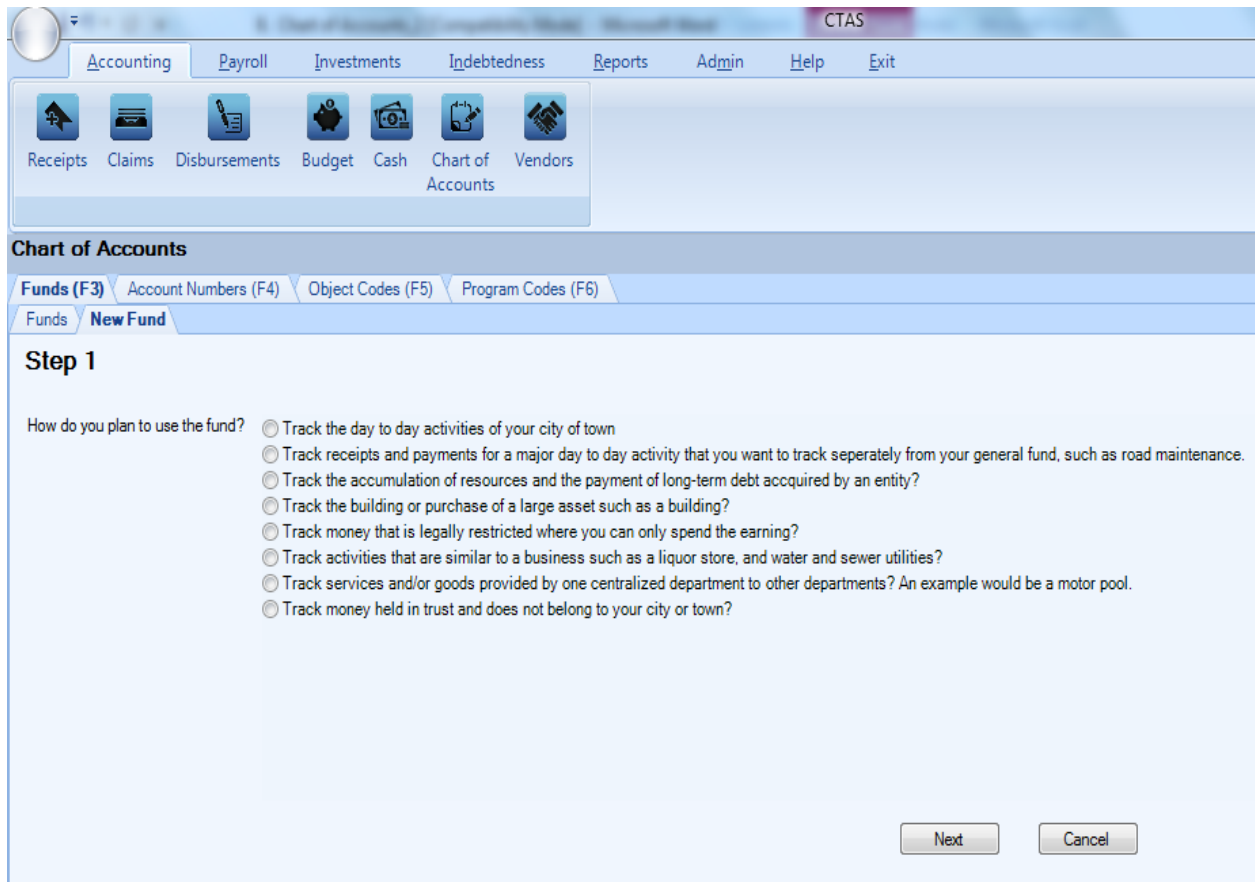 CTAS
Accounting Payroll Investments Indebtedness Reports Admin Help Exit
Receipts Claims Disbursements Budget Cash Chart of Accounts Vendors
Chart of Accounts
Funds (F3) Account Numbers (F4) Object Codes (F5) Program Codes (F6)
Funds New Fund
Step 1
How do you plan to use the fund?
Track the day to day activities of your city of town
Track receipts and payments for a major day to day activity that you want to track seperately from your general fund, such as road maintenance.
Track the accumulation of resources and the payment of long-term debt accquired by an entity?
Track the building or purchase of a large asset such as a building?
Track money that is legally restricted where you can only spend the earning?
Track activities that are similar to a business such as a liquor store, and water and sewer utilities?
Track services and/or goods provided by one centralized department to other departments? An example would be a motor pool.
Track money held in trust and does not belong to your city or town?
Next Cancel